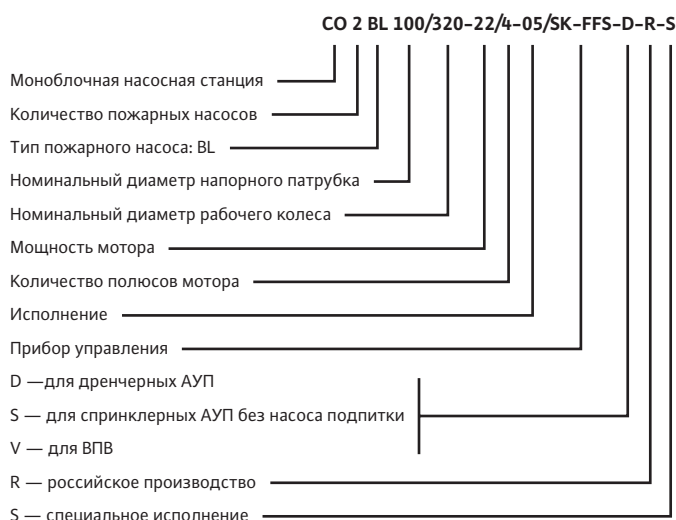 CO 2 BL 100/320-22/4-05/SK-FFS-D-R-S
Моноблочная насосная станция
Количество пожарных насосов
Тип пожарного насоса: BL
Номинальный диаметр напорного патрубка
Номинальный диаметр рабочего колеса
Мощность мотора
Количество полюсов мотора
Исполнение
Прибор управления
D —для дренчерных АУП
S — для спринклерных АУП без насоса подпитки
V — для ВПВ
R — российское производство
S — специальное исполнение